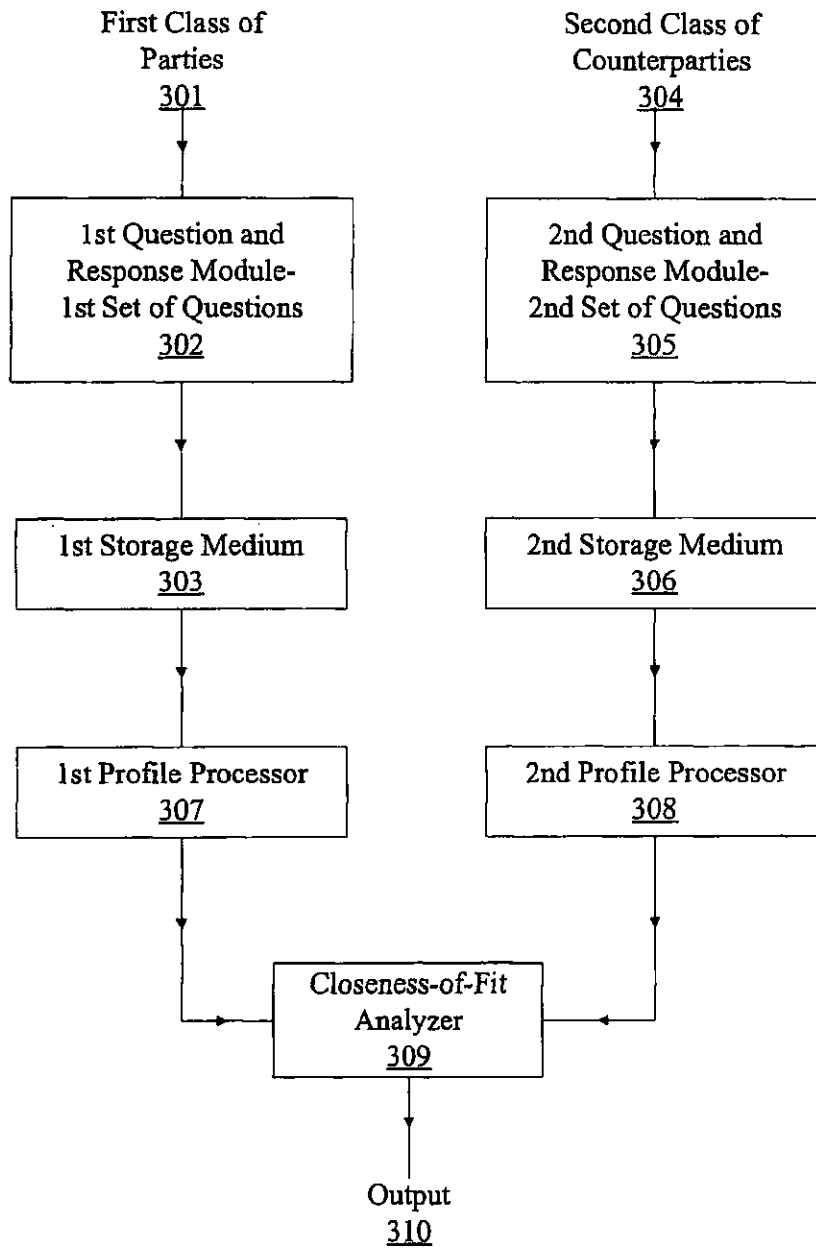 First Class of
Parties
301
Second Class of
Counterparties
304
1st Question and
Response Module-
1st Set of Questions
302
2nd Question and
Response Module-
2nd Set of Questions
305
1st Storage Medium
303
2nd Storage Medium
306
1st Profile Processor
307
2nd Profile Processor
308
Closeness-of-Fit
Analyzer
309
Output
310